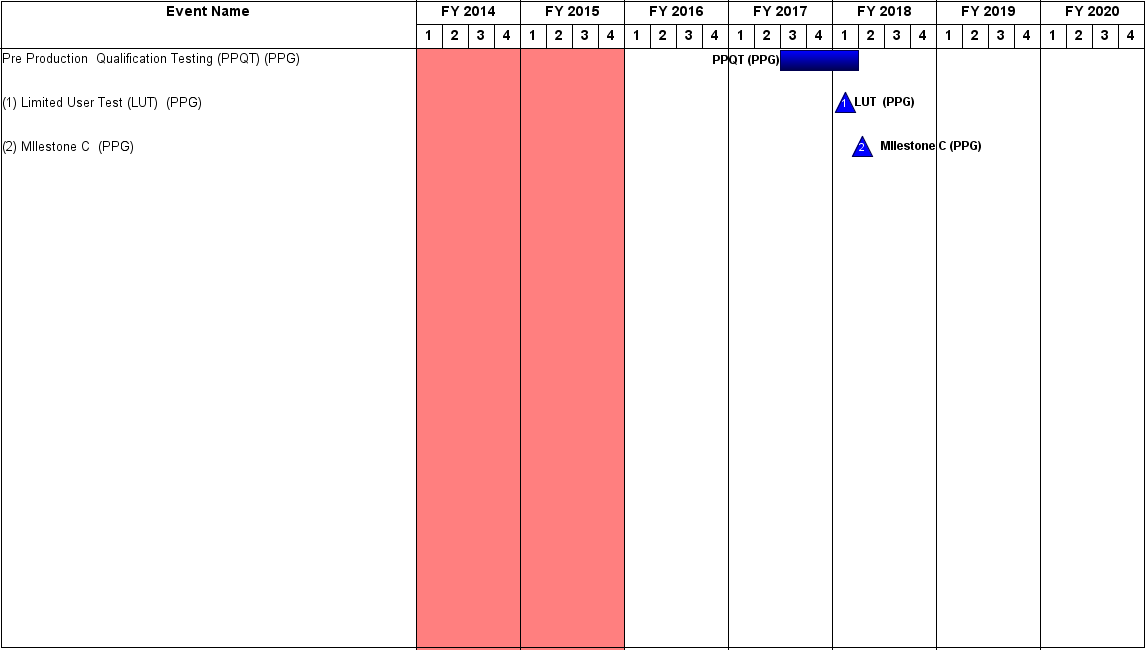 Event Name FY 2014 FY 2015 FY 2016 FY 2017 FY 2018 FY 2019 FY 2020
1 2 3 4 1 2 3 4 1 2 3 4 1 2 3 4 1 2 3 4 1 2 3 4 1 2 3 4
Pre Production  Qualification Testing (PPQT) (PPG) PPQT (PPG)
(1) Limited User Test (LUT)  (PPG) 1 LUT  (PPG)
(2) MIlestone C  (PPG) 2 MIlestone C (PPG)